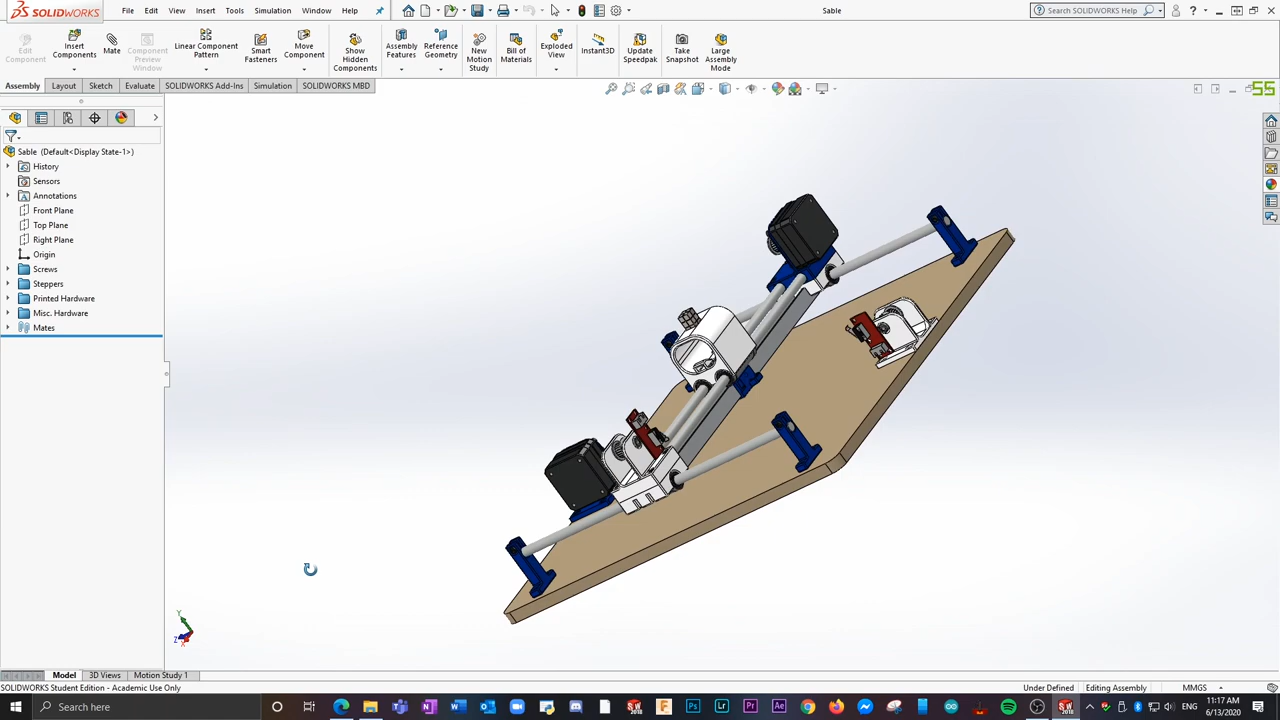 SOLIDWORKS
File
Edit
View
Insert
Tools
Simulation
Window
Help
Sable
Search SOLIDWORKS Help
Edit Component
Insert Components
Mate
Component Preview Window
Linear Component Pattern
Smart Fasteners
Move Component
Show Hidden Components
Assembly Features
Reference Geometry
New Motion Study
Bill of Materials
Exploded View
Instant3D
Update Speedpak
Take Snapshot
Large Assembly Mode
Assembly
Layout
Sketch
Evaluate
SOLIDWORKS Add-Ins
Simulation
SOLIDWORKS MBD
SS
Sable (Default<Display State-1>)
History
Sensors
Annotations
Front Plane
Top Plane
Right Plane
Origin
Screws
Steppers
Printed Hardware
Misc. Hardware
Mates
Y
Z
X
Model
3D Views
Motion Study 1
SOLIDWORKS Student Edition - Academic Use Only
Under Defined
Editing Assembly
MMGS
Search here
ENG
11:17 AM
6/13/2020